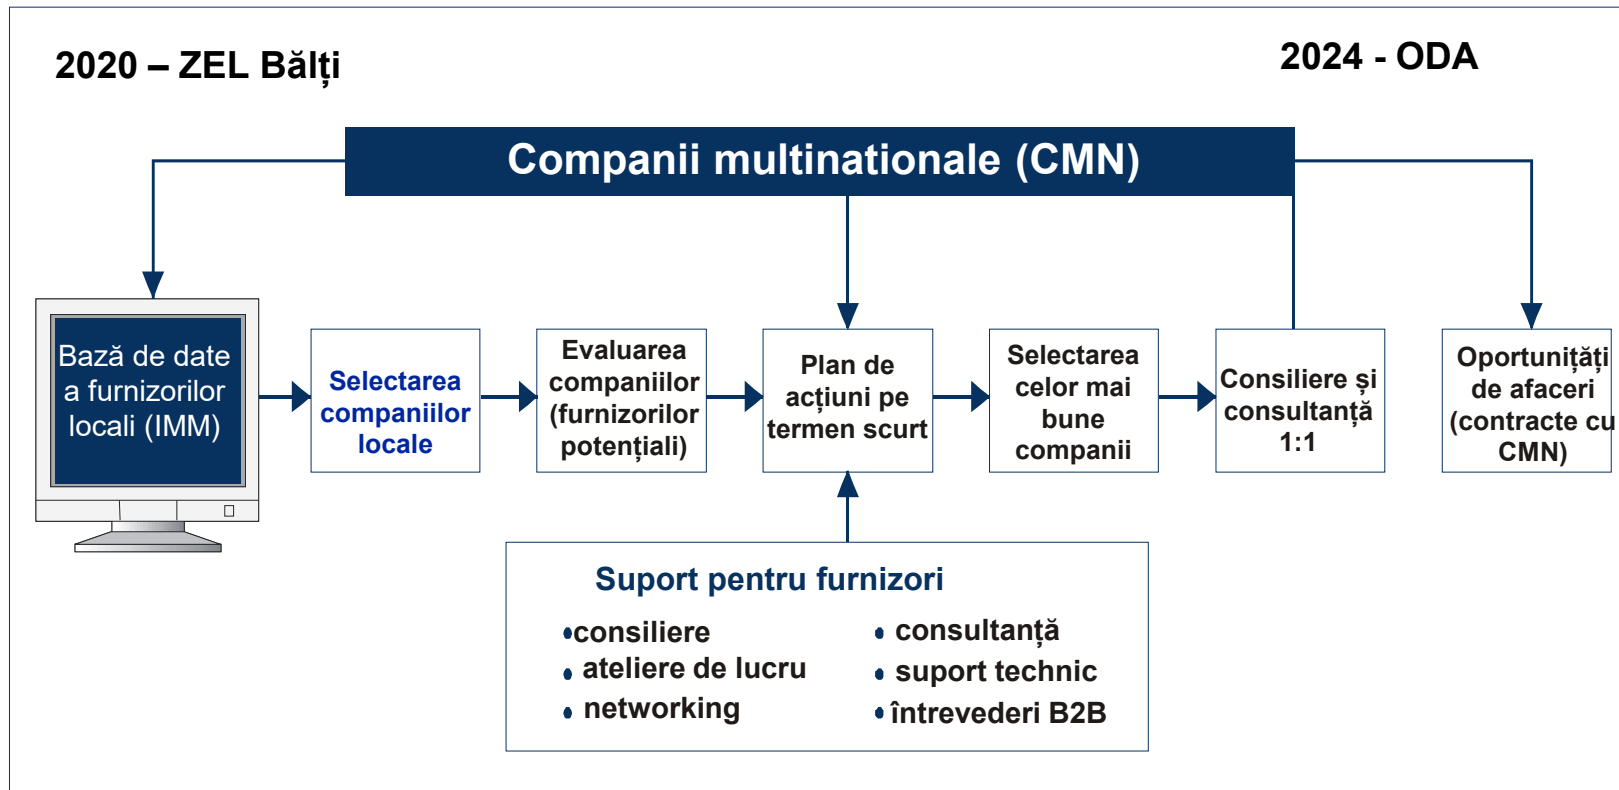 2020 – ZEL Bălți
2024 - ODA
Companii multinationale (CMN)
Bază de date
a furnizorilor
locali (IMM)
Selectarea
companiilor
locale
Evaluarea
companiilor
(furnizorilor
potențiali)
Plan de
acțiuni pe
termen scurt
Selectarea
celor mai
bune
companii
Consiliere și
consultanță
1:1
Oportunițăți
de afaceri
(contracte cu
CMN)
Suport pentru furnizori
•consiliere
• ateliere de lucru
• networking
• consultanță
• suport technic
• întrevederi B2B